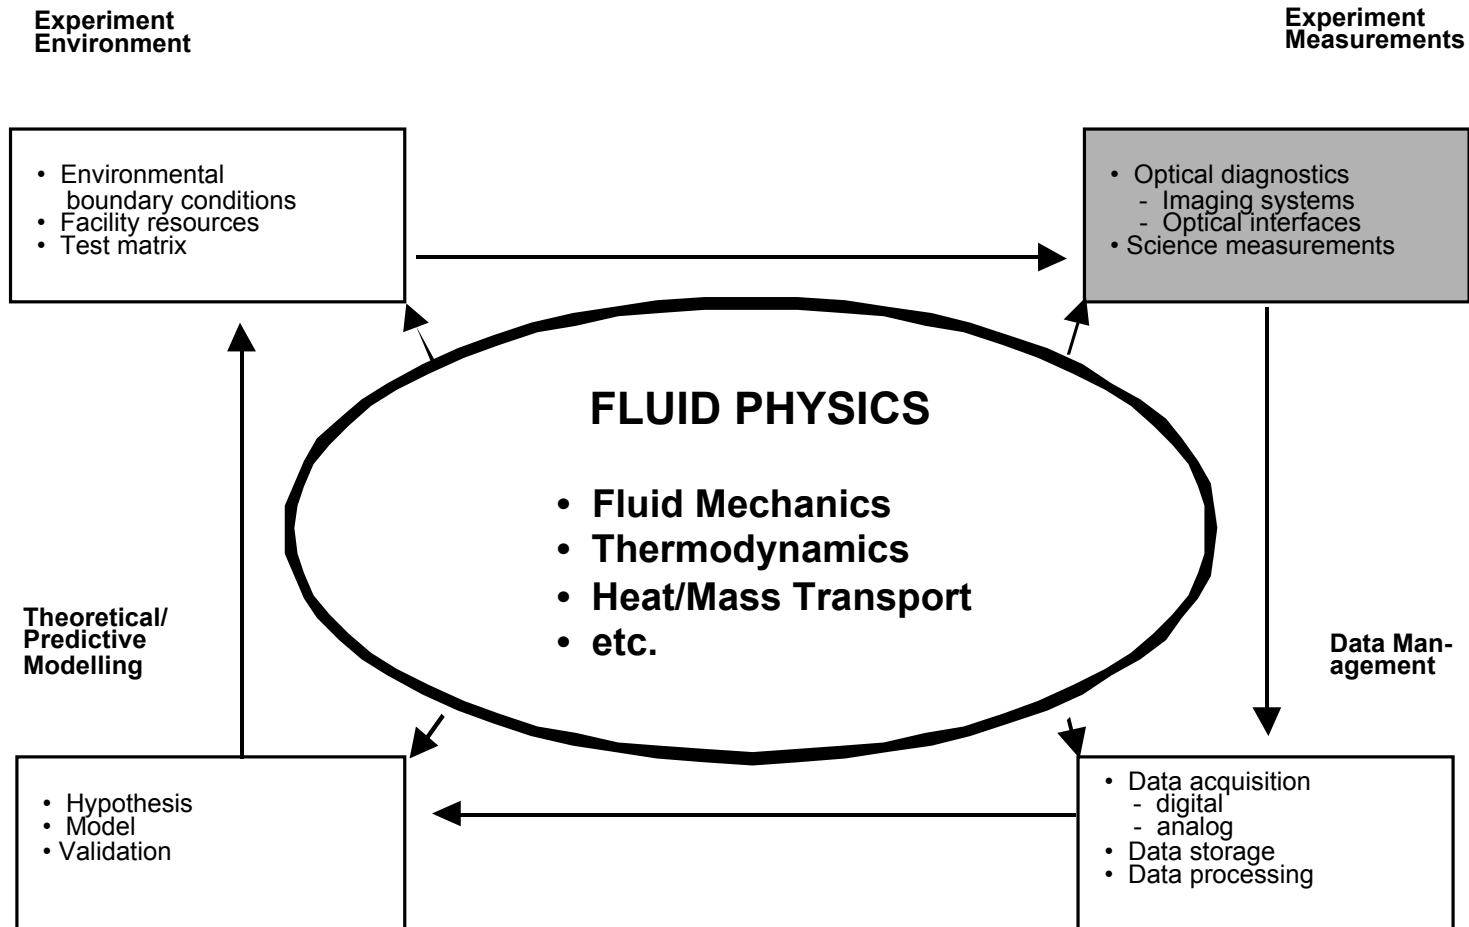 Experiment
Environment
Experiment
Measurements
• Environmental
boundary conditions
• Facility resources
• Test matrix
• Optical diagnostics
- Imaging systems
- Optical interfaces
• Science measurements
FLUID PHYSICS
• Fluid Mechanics
• Thermodynamics
• Heat/Mass Transport
• etc.
Theoretical/
Predictive
Modelling
Data Man-
agement
• Hypothesis
• Model
• Validation
• Data acquisition
- digital
- analog
• Data storage
• Data processing